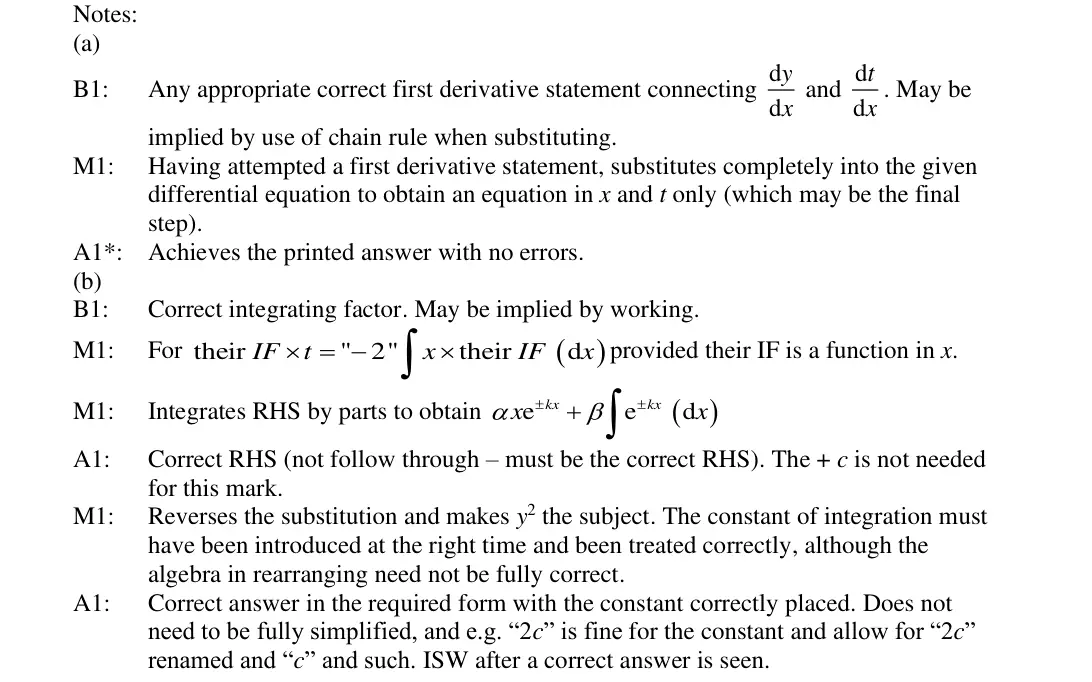 Notes:
(a)
B1: Any appropriate correct first derivative statement connecting dy/dx and dt/dx. May be
implied by use of chain rule when substituting.
M1: Having attempted a first derivative statement, substitutes completely into the given
differential equation to obtain an equation in x and t only (which may be the final
step).
A1*: Achieves the printed answer with no errors.
(b)
B1: Correct integrating factor. May be implied by working.
M1: For their IF × t = "– 2" ∫ x × their IF (dx) provided their IF is a function in x.
M1: Integrates RHS by parts to obtain αxe^(±kx) + β∫e^(±kx) (dx)
A1: Correct RHS (not follow through – must be the correct RHS). The + c is not needed
for this mark.
M1: Reverses the substitution and makes y² the subject. The constant of integration must
have been introduced at the right time and been treated correctly, although the
algebra in rearranging need not be fully correct.
A1: Correct answer in the required form with the constant correctly placed. Does not
need to be fully simplified, and e.g. “2c” is fine for the constant and allow for “2c”
renamed and “c” and such. ISW after a correct answer is seen.